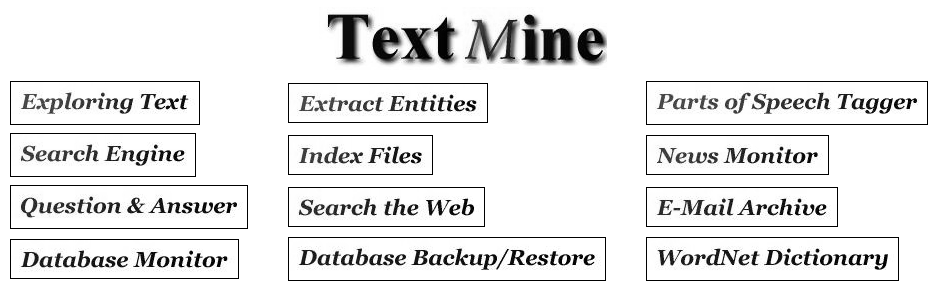 Text Mine
Exploring Text
Extract Entities
Parts of Speech Tagger
Search Engine
Index Files
News Monitor
Question & Answer
Search the Web
E-Mail Archive
Database Monitor
Database Backup/Restore
WordNet Dictionary